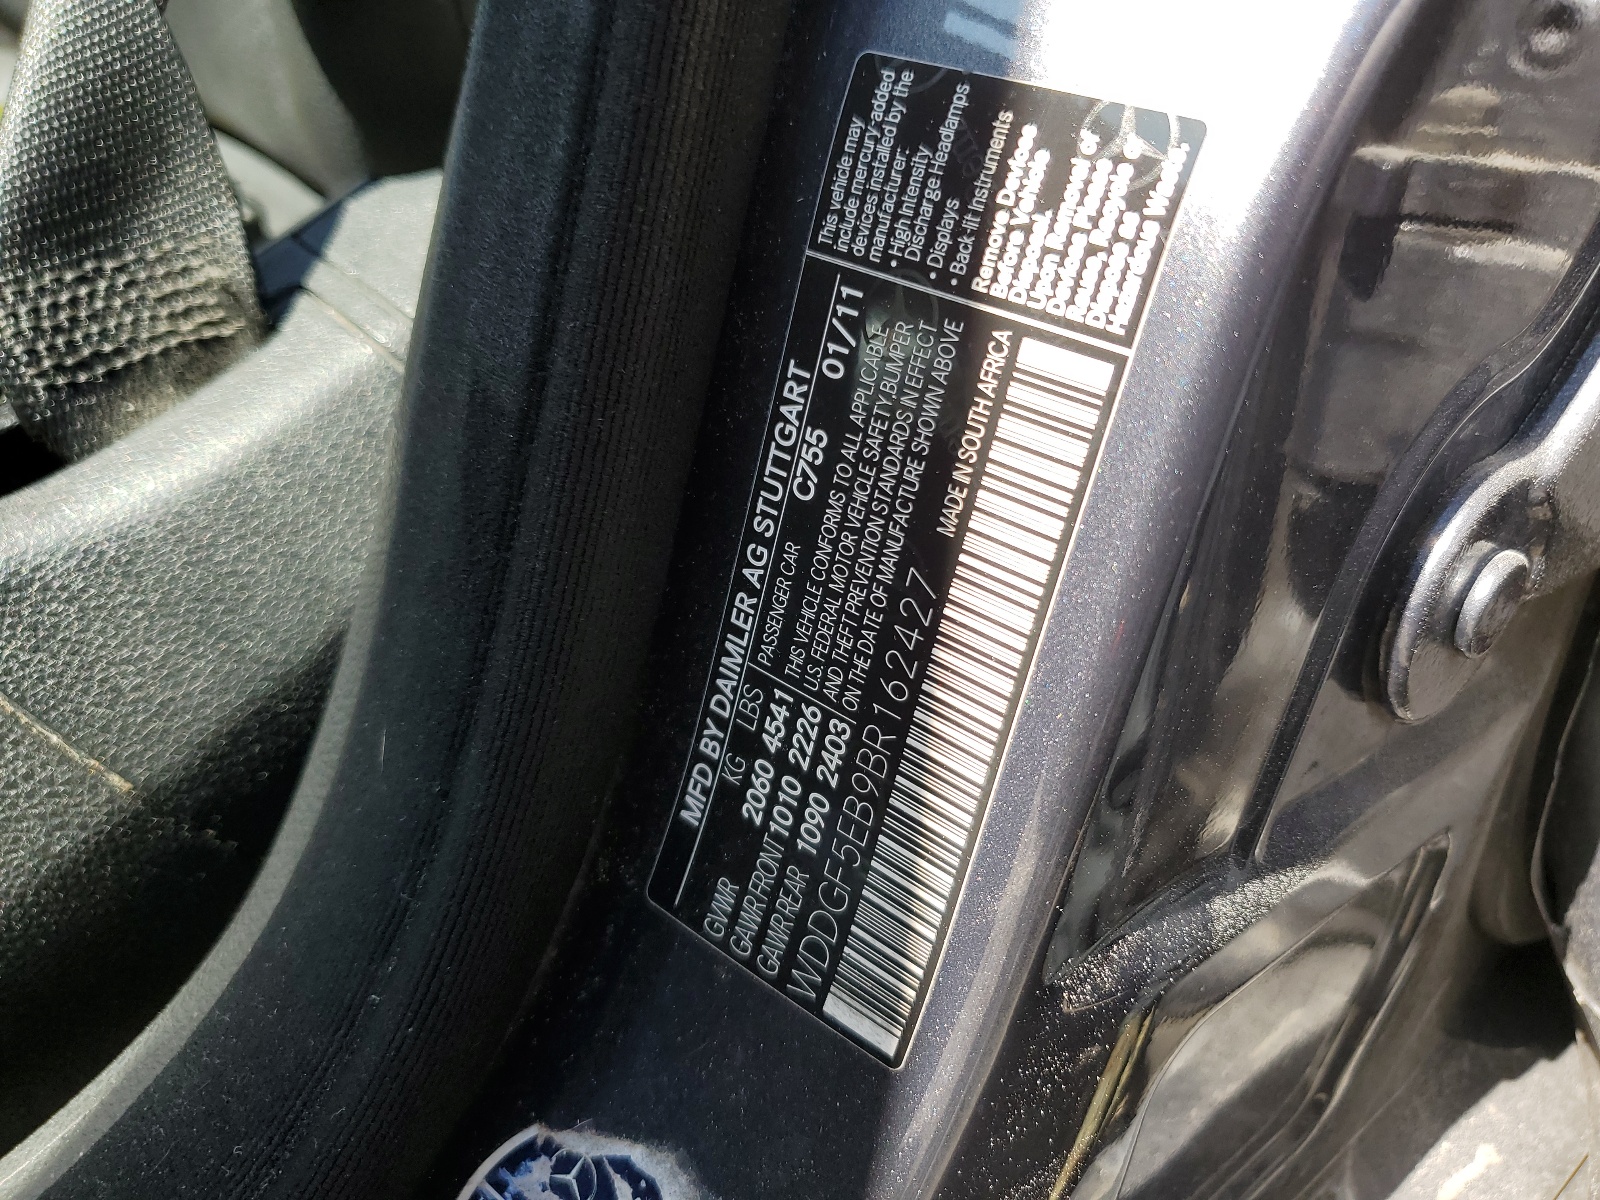 MFD BY DAIMLER AG STUTTGART
KG LBS PASSENGER CAR C755 01/11
GVWR 2060 4541
GAWR FRONT 1010 2226
GAWR REAR 1090 2403
THIS VEHICLE CONFORMS TO ALL APPLICABLE
U.S. FEDERAL MOTOR VEHICLE SAFETY, BUMPER
AND THEFT PREVENTION STANDARDS IN EFFECT
ON THE DATE OF MANUFACTURE SHOWN ABOVE
WDDGF5EB9BR162427
MADE IN SOUTH AFRICA
This vehicle may
include mercury-added
devices installed by the
manufacturer:
• High Intensity
Discharge Headlamps
• Displays
• Back-lit Instruments
Remove Devices
Before Vehicle
Disposal.
Upon Removal of
Devices Please
Reuse, Recycle or
Dispose as
Hazardous Waste.